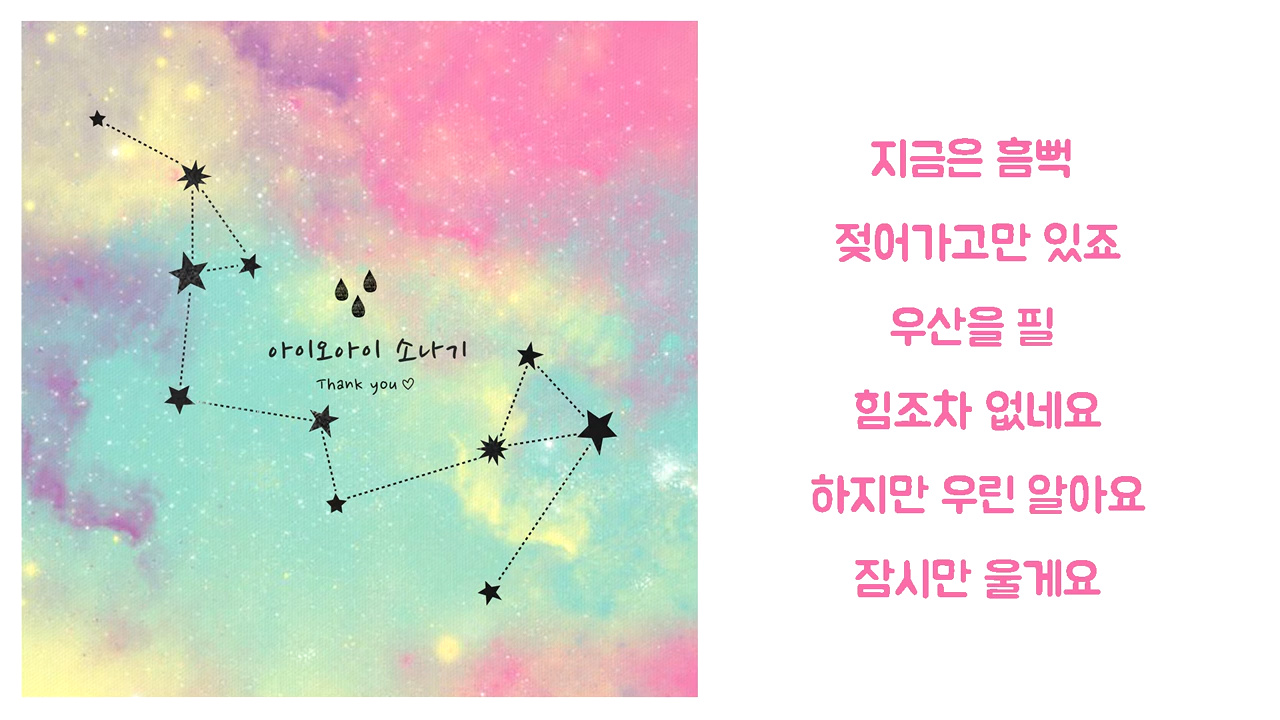 아이오아이 소나기
Thank you♡
지금은 흠뻑
젖어가고만 있죠
우산을 필
힘조차 없네요
하지만 우린 알아요
잠시만 울게요